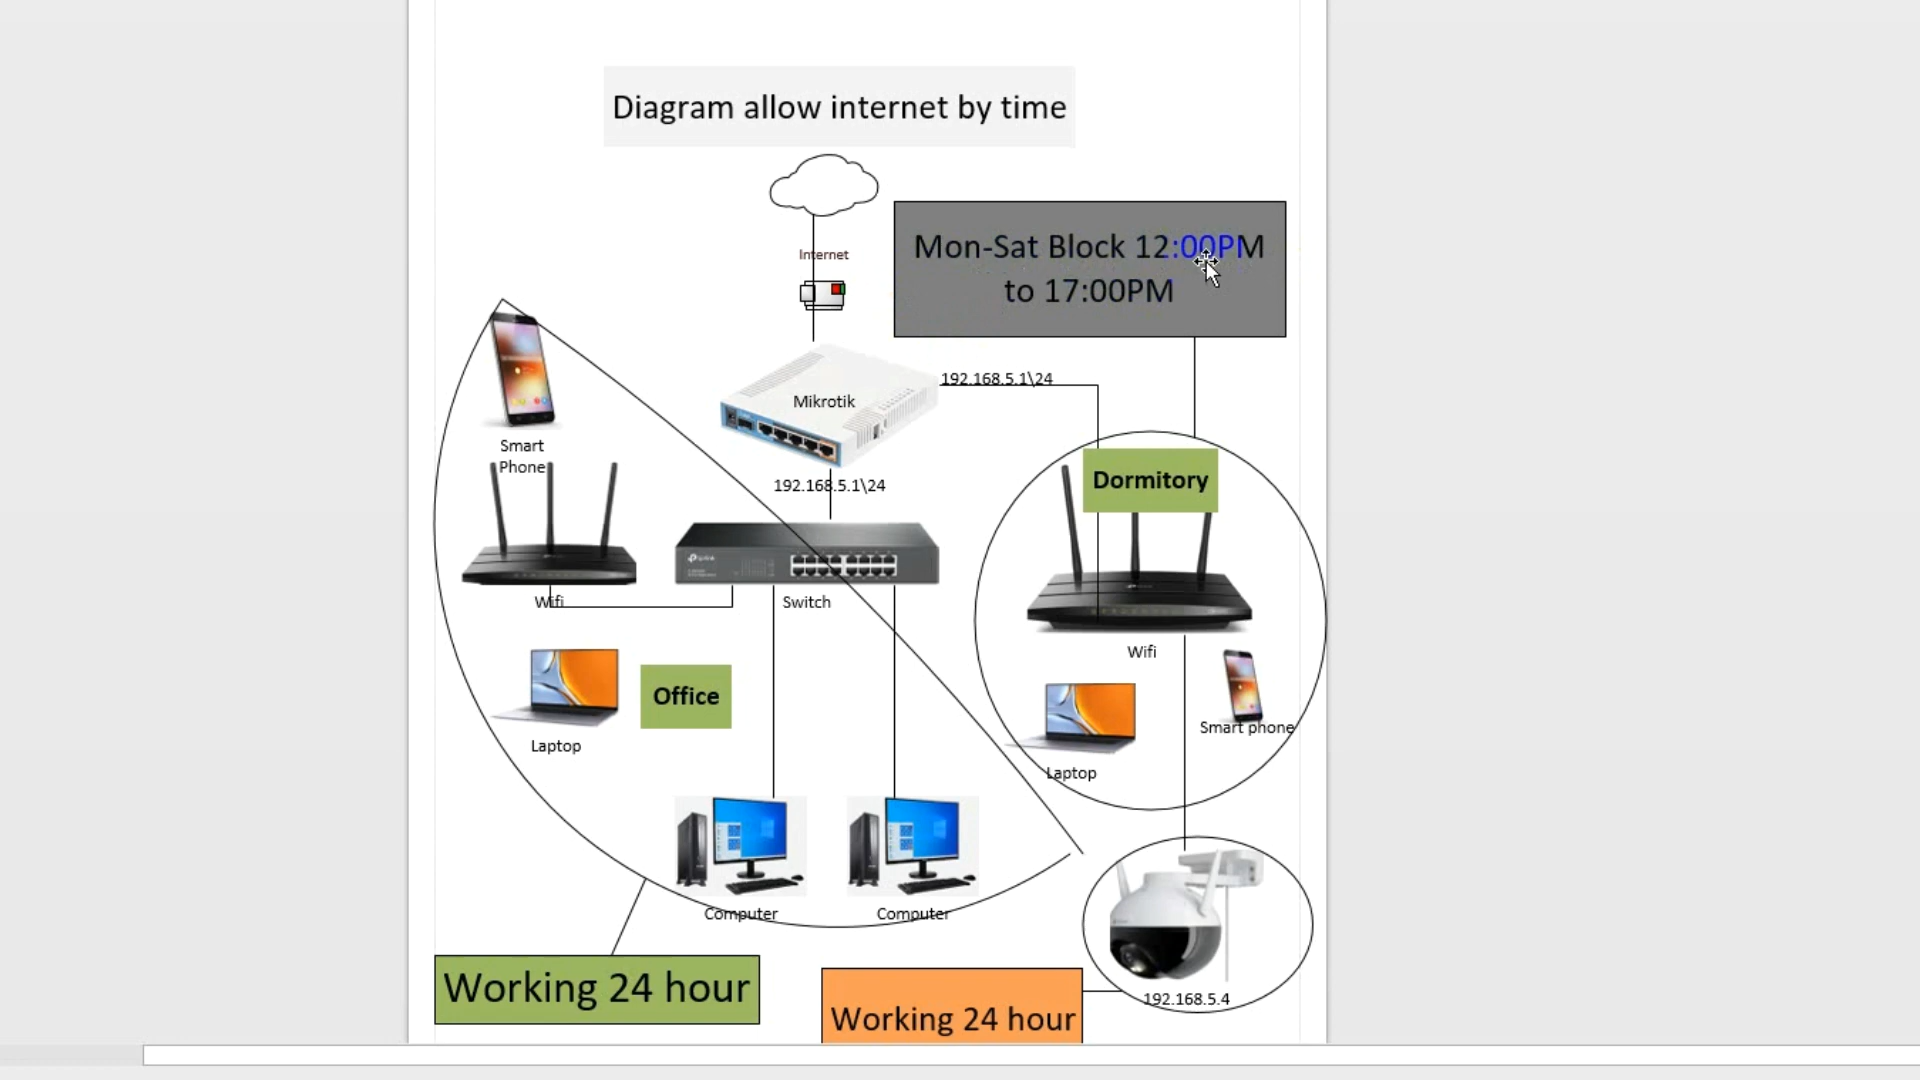 Diagram allow internet by time
Internet
Mon-Sat Block 12:00PM
to 17:00PM
192.168.5.1\24
Mikrotik
Smart
Phone
Dormitory
192.168.5.1\24
Wifi
Switch
Wifi
Office
Laptop
Smart phone
Laptop
Computer
Computer
Working 24 hour
192.168.5.4
Working 24 hour